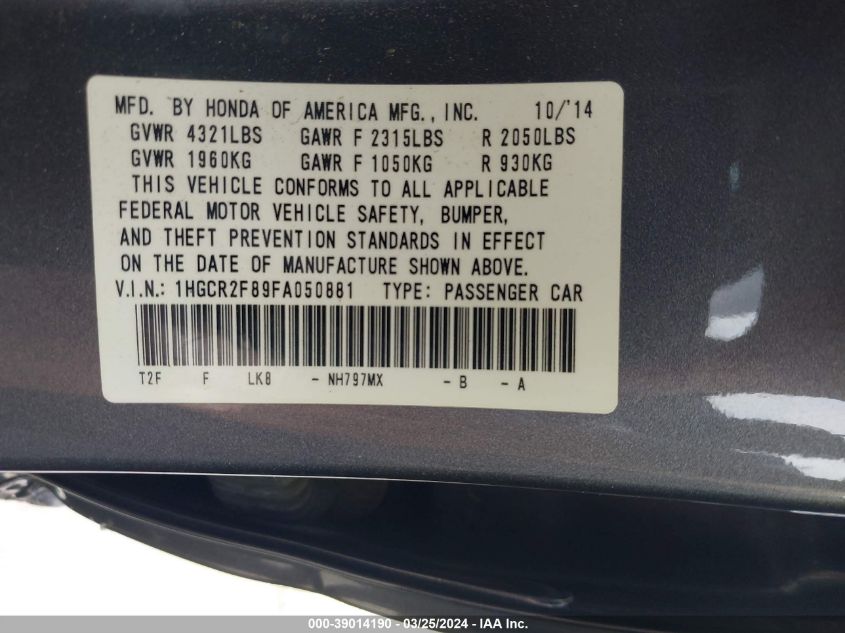 MFD. BY HONDA OF AMERICA MFG., INC. 10/'14
GVWR 4321LBS GAWR F 2315LBS R 2050LBS
GVWR 1960KG GAWR F 1050KG R 930KG
THIS VEHICLE CONFORMS TO ALL APPLICABLE
FEDERAL MOTOR VEHICLE SAFETY, BUMPER,
AND THEFT PREVENTION STANDARDS IN EFFECT
ON THE DATE OF MANUFACTURE SHOWN ABOVE.
V.I.N.: 1HGCR2F89FA050881 TYPE: PASSENGER CAR
T2F F LK8 - NH797MX - B - A
000-39014190 - 03/25/2024 - IAA Inc.